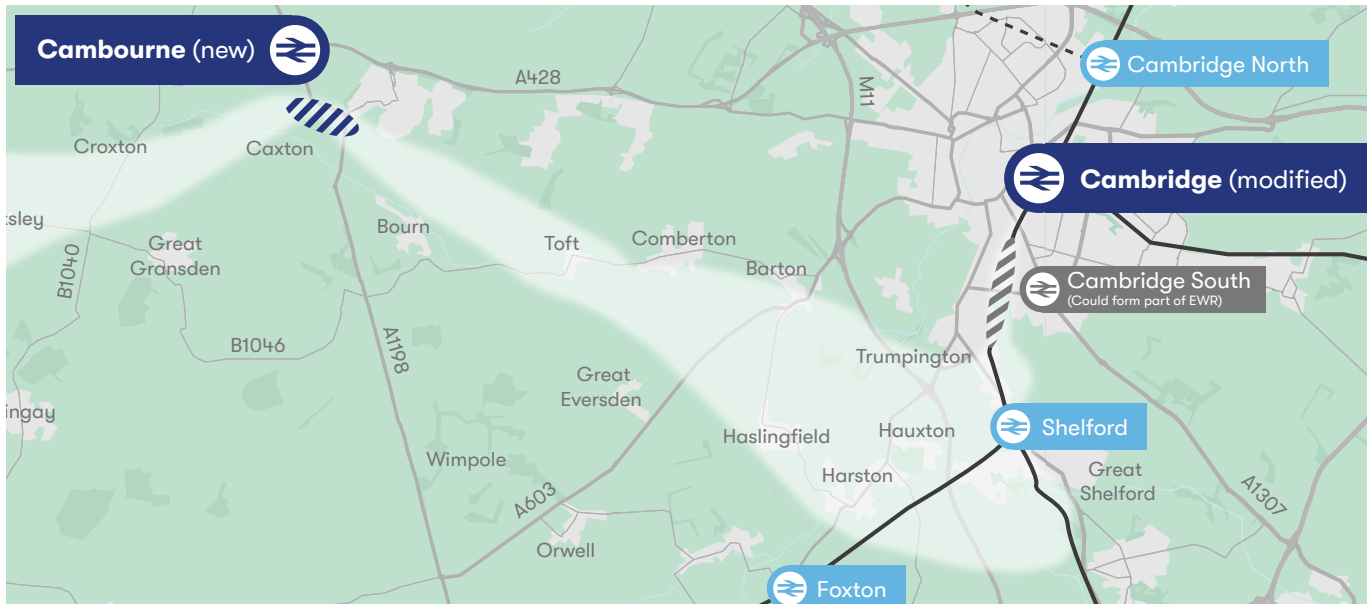 Cambourne (new)
A428
M11
Cambridge North
Croxton
Caxton
Cambridge (modified)
Bourn
Toft
Comberton
Great
Gransden
B1040
Barton
Cambridge South
(Could form part of EWR)
B1046
A1198
Trumpington
Great
Eversden
Haslingfield
Hauxton
Shelford
Wimpole
Harston
Great
Shelford
A603
A1307
Orwell
Foxton